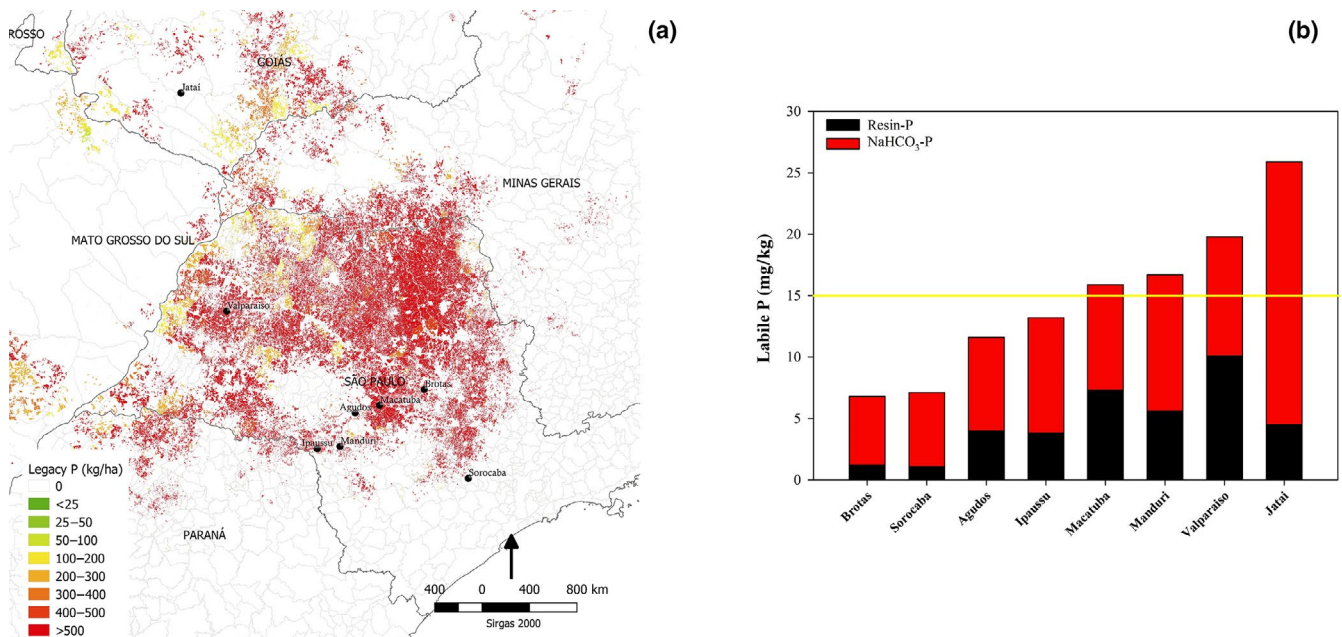 (a)
ROSSO
GOIÁS
Jataí
MINAS GERAIS
MATO GROSSO DO SUL
Valparaiso
SÃO PAULO
Brotas
Macatuba
Agudos
Ipaussu
Manduri
Sorocaba
PARANÁ
Legacy P (kg/ha)
0
<25
25–50
50–100
100–200
200–300
300–400
400–500
>500
400 0 400 800 km
Sirgas 2000
(b)
Resin-P
NaHCO₃-P
Labile P (mg/kg)
30
25
20
15
10
5
0
Brotas
Sorocaba
Agudos
Ipaussu
Macatuba
Manduri
Valparaiso
Jatai